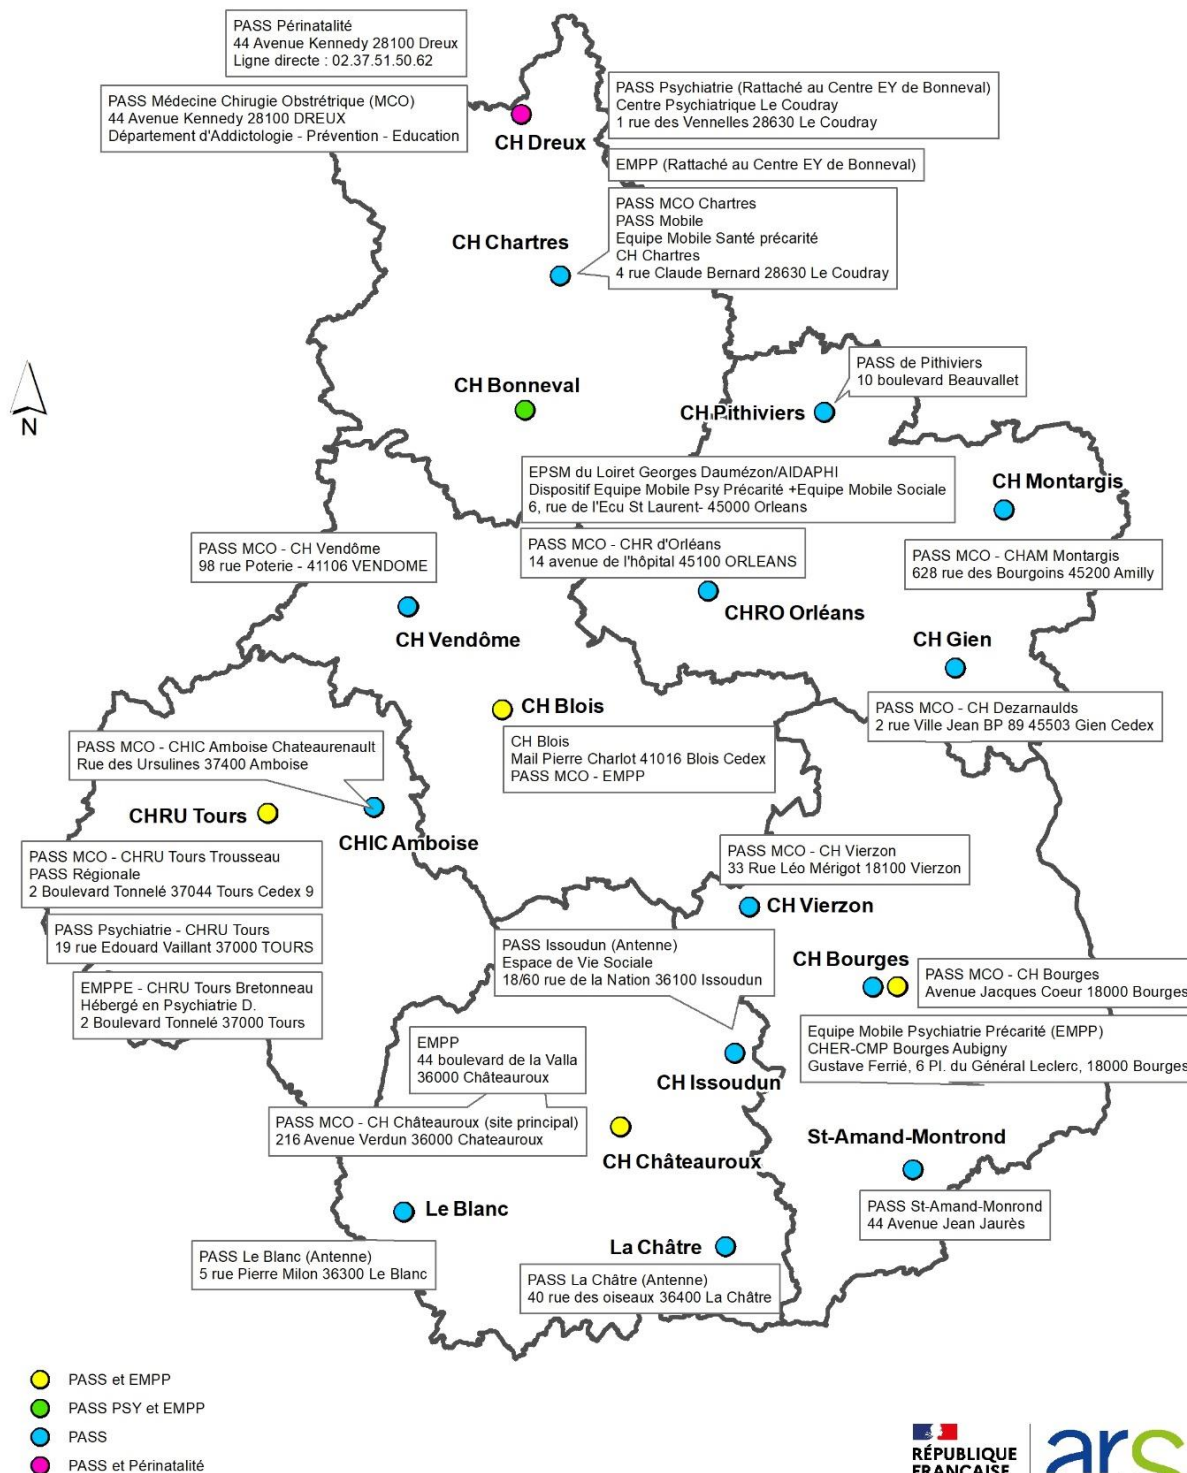 PASS Périnatalité
44 Avenue Kennedy 28100 Dreux
Ligne directe : 02.37.51.50.62
PASS Médecine Chirugie Obstrétrique (MCO)
44 Avenue Kennedy 28100 DREUX
Département d'Addictologie - Prévention - Education
CH Dreux
PASS Psychiatrie (Rattaché au Centre EY de Bonneval)
Centre Psychiatrique Le Coudray
1 rue des Vennelles 28630 Le Coudray
EMPP (Rattaché au Centre EY de Bonneval)
PASS MCO Chartres
PASS Mobile
Equipe Mobile Santé précarité
CH Chartres
4 rue Claude Bernard 28630 Le Coudray
CH Chartres
PASS de Pithiviers
10 boulevard Beauvallet
CH Bonneval
CH Pithiviers
N
EPSM du Loiret Georges Daumézon/AIDAPHI
Dispositif Equipe Mobile Psy Précarité +Equipe Mobile Sociale
6, rue de l'Ecu St Laurent- 45000 Orleans
CH Montargis
PASS MCO - CH Vendôme
98 rue Poterie - 41106 VENDOME
PASS MCO - CHR d'Orléans
14 avenue de l'hôpital 45100 ORLEANS
PASS MCO - CHAM Montargis
628 rue des Bourgoins 45200 Amilly
CH Vendôme
CHRO Orléans
CH Gien
PASS MCO - CH Dezarnaulds
2 rue Ville Jean BP 89 45503 Gien Cedex
CH Blois
CH Blois
Mail Pierre Charlot 41016 Blois Cedex
PASS MCO - EMPP
PASS MCO - CHIC Amboise Chateaurenault
Rue des Ursulines 37400 Amboise
CHRU Tours
CHIC Amboise
PASS MCO - CHRU Tours Trousseau
PASS Régionale
2 Boulevard Tonnelé 37044 Tours Cedex 9
PASS MCO - CH Vierzon
33 Rue Léo Mérigot 18100 Vierzon
CH Vierzon
PASS Psychiatrie - CHRU Tours
19 rue Edouard Vaillant 37000 TOURS
PASS Issoudun (Antenne)
Espace de Vie Sociale
18/60 rue de la Nation 36100 Issoudun
CH Bourges
PASS MCO - CH Bourges
Avenue Jacques Coeur 18000 Bourges
EMPPE - CHRU Tours Bretonneau
Hébergé en Psychiatrie D.
2 Boulevard Tonnelé 37000 Tours
Equipe Mobile Psychiatrie Précarité (EMPP)
CHER-CMP Bourges Aubigny
Gustave Ferrié, 6 Pl. du Général Leclerc, 18000 Bourges
EMPP
44 boulevard de la Valla
36000 Châteauroux
CH Issoudun
PASS MCO - CH Châteauroux (site principal)
216 Avenue Verdun 36000 Chateauroux
CH Châteauroux
St-Amand-Montrond
Le Blanc
PASS St-Amand-Monrond
44 Avenue Jean Jaurès
PASS Le Blanc (Antenne)
5 rue Pierre Milon 36300 Le Blanc
La Châtre
PASS La Châtre (Antenne)
40 rue des oiseaux 36400 La Châtre
PASS et EMPP
PASS PSY et EMPP
PASS
PASS et Périnatalité
RÉPUBLIQUE
FRANÇAISE
ars